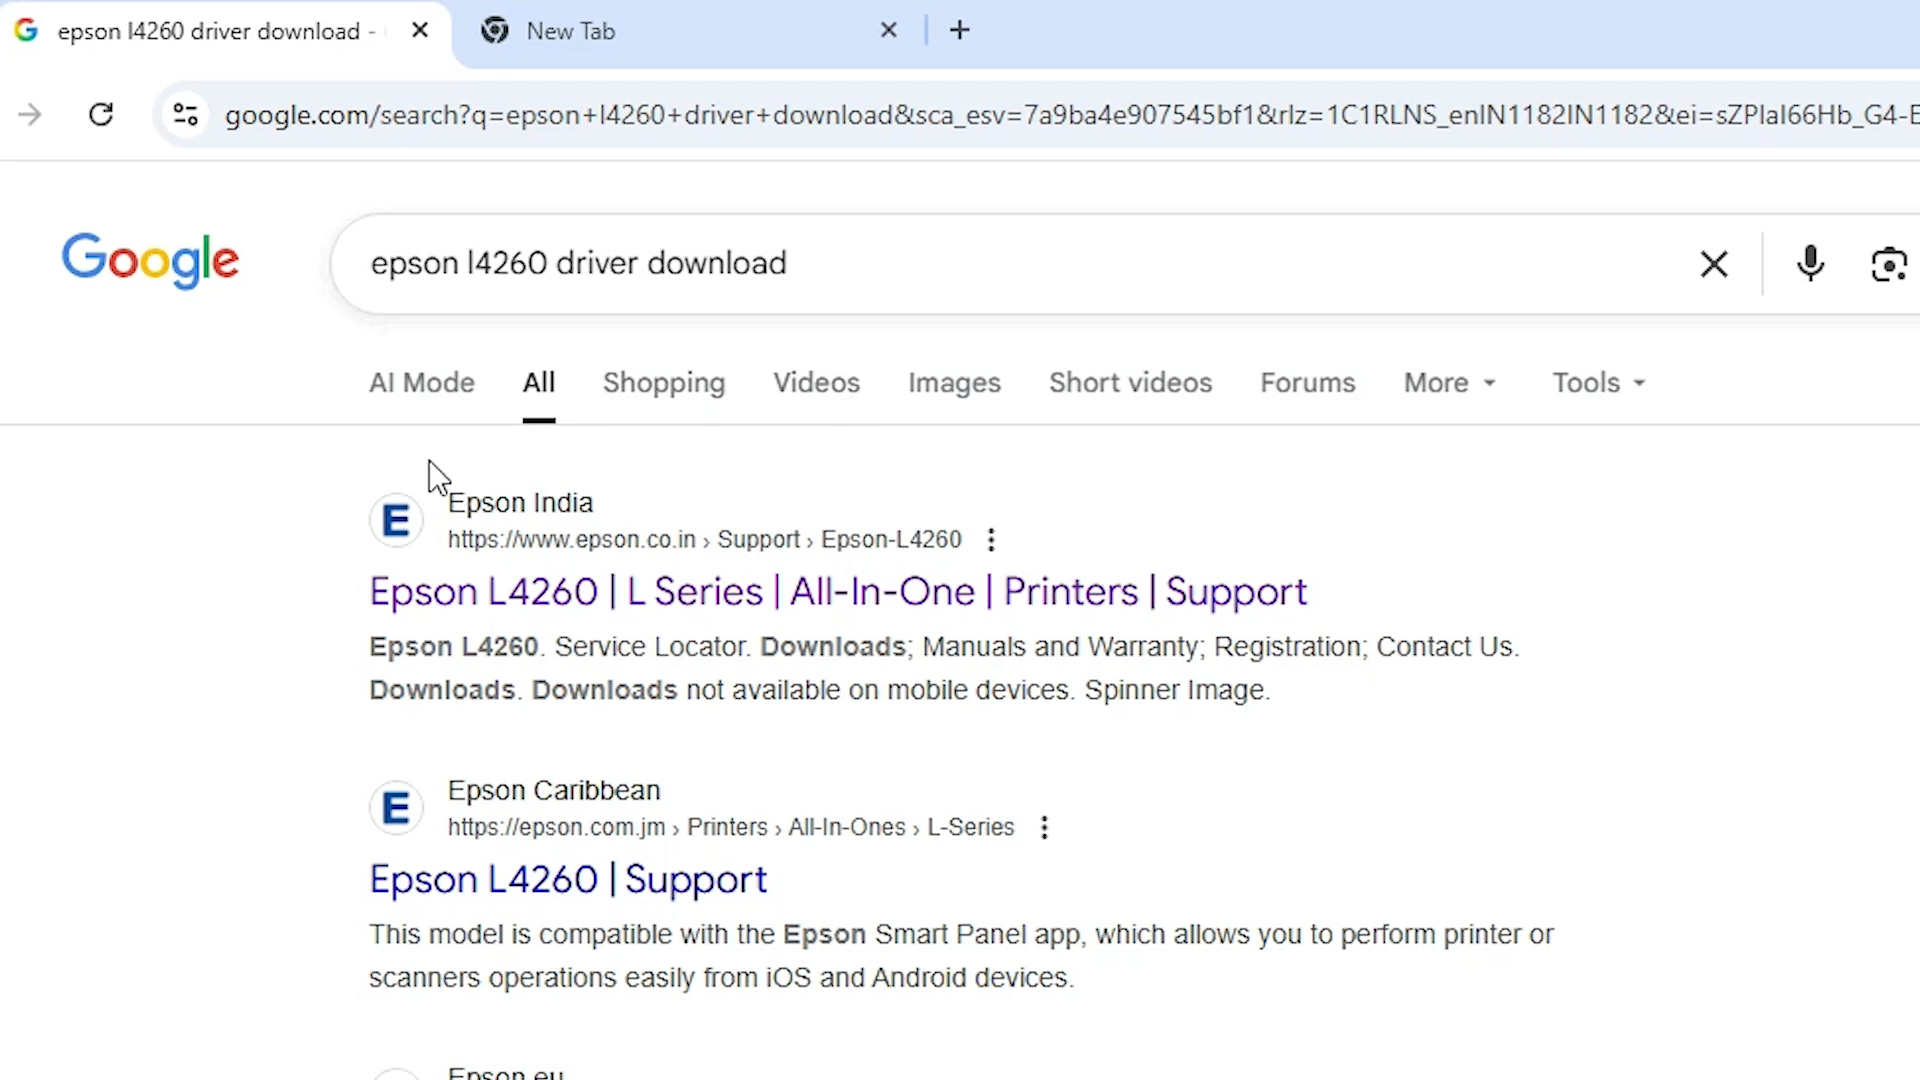 epson l4260 driver download -
New Tab
google.com/search?q=epson+l4260+driver+download&sca_esv=7a9ba4e907545bf1&rlz=1C1RLNS_enIN1182IN1182&ei=sZPIaI66Hb_G4-E
Google
epson l4260 driver download
AI Mode All Shopping Videos Images Short videos Forums More Tools
Epson India
https://www.epson.co.in › Support › Epson-L4260
Epson L4260 | L Series | All-In-One | Printers | Support
Epson L4260. Service Locator. Downloads; Manuals and Warranty; Registration; Contact Us.
Downloads. Downloads not available on mobile devices. Spinner Image.
Epson Caribbean
https://epson.com.jm › Printers › All-In-Ones › L-Series
Epson L4260 | Support
This model is compatible with the Epson Smart Panel app, which allows you to perform printer or
scanners operations easily from iOS and Android devices.
Epson.eu